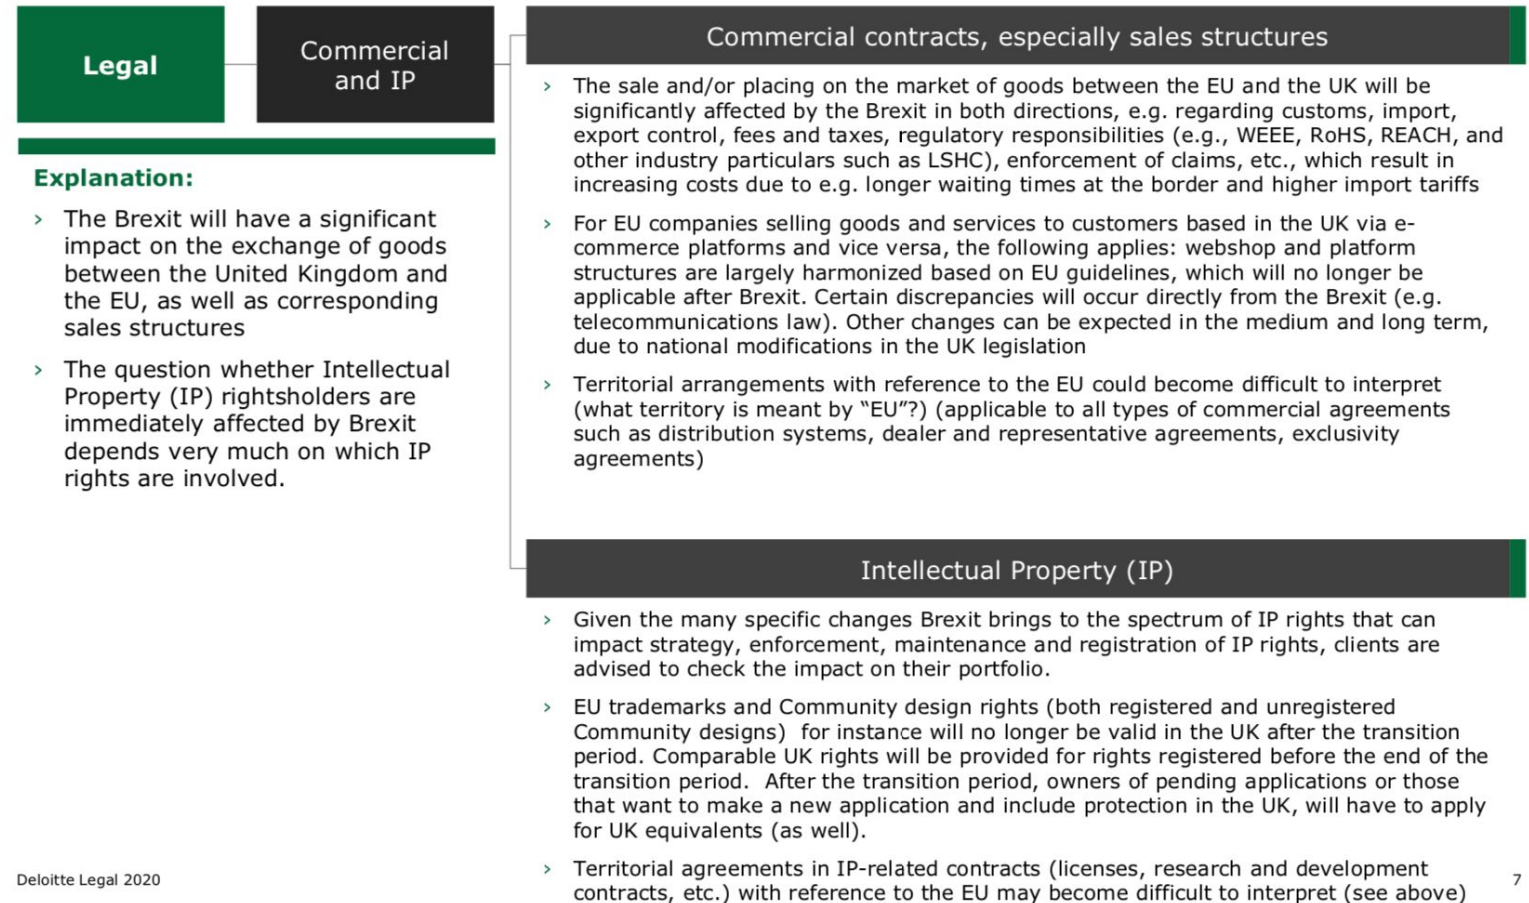 Legal
Commercial
and IP
Explanation:
› The Brexit will have a significant
impact on the exchange of goods
between the United Kingdom and
the EU, as well as corresponding
sales structures
› The question whether Intellectual
Property (IP) rightsholders are
immediately affected by Brexit
depends very much on which IP
rights are involved.
Commercial contracts, especially sales structures
› The sale and/or placing on the market of goods between the EU and the UK will be
significantly affected by the Brexit in both directions, e.g. regarding customs, import,
export control, fees and taxes, regulatory responsibilities (e.g., WEEE, RoHS, REACH, and
other industry particulars such as LSHC), enforcement of claims, etc., which result in
increasing costs due to e.g. longer waiting times at the border and higher import tariffs
› For EU companies selling goods and services to customers based in the UK via e-
commerce platforms and vice versa, the following applies: webshop and platform
structures are largely harmonized based on EU guidelines, which will no longer be
applicable after Brexit. Certain discrepancies will occur directly from the Brexit (e.g.
telecommunications law). Other changes can be expected in the medium and long term,
due to national modifications in the UK legislation
› Territorial arrangements with reference to the EU could become difficult to interpret
(what territory is meant by “EU”?) (applicable to all types of commercial agreements
such as distribution systems, dealer and representative agreements, exclusivity
agreements)
Intellectual Property (IP)
› Given the many specific changes Brexit brings to the spectrum of IP rights that can
impact strategy, enforcement, maintenance and registration of IP rights, clients are
advised to check the impact on their portfolio.
› EU trademarks and Community design rights (both registered and unregistered
Community designs)  for instance will no longer be valid in the UK after the transition
period. Comparable UK rights will be provided for rights registered before the end of the
transition period.  After the transition period, owners of pending applications or those
that want to make a new application and include protection in the UK, will have to apply
for UK equivalents (as well).
› Territorial agreements in IP-related contracts (licenses, research and development
contracts, etc.) with reference to the EU may become difficult to interpret (see above)
Deloitte Legal 2020
7